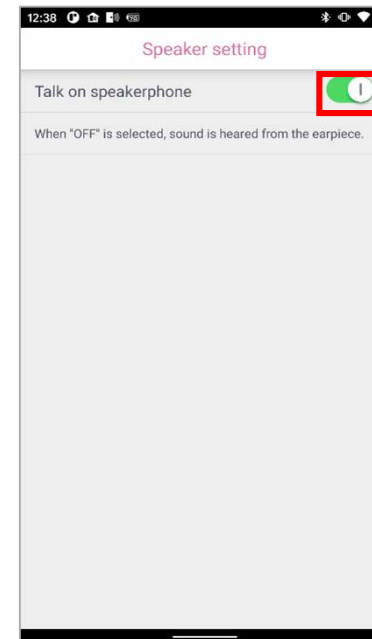 12:38
Speaker setting
Talk on speakerphone
When "OFF" is selected, sound is heared from the earpiece.